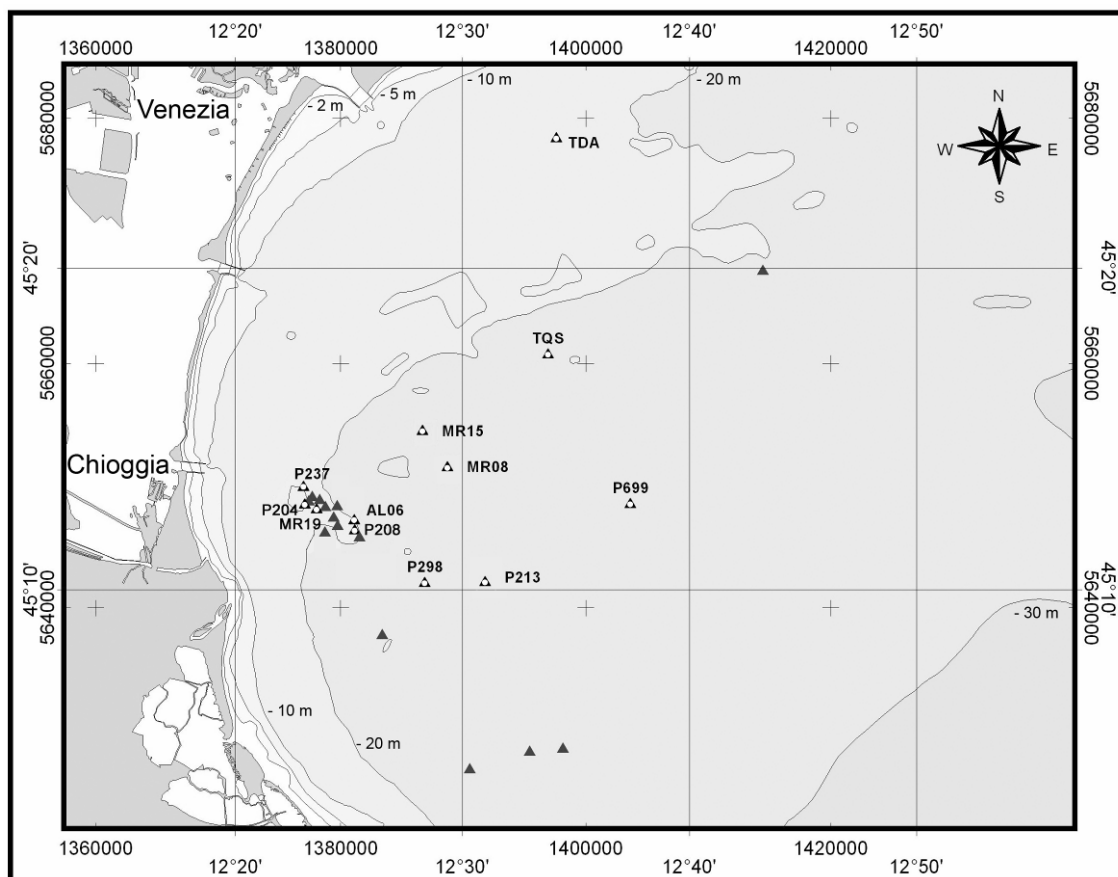 12°20' 12°30' 12°40' 12°50'
1360000 1380000 1400000 1420000
- 10 m - 20 m
- 5 m
- 2 m
Venezia
5680000 5680000
TDA
N
W E
S
45°20' 45°20'
TQS
5660000 5660000
MR15
Chioggia
MR08
P237
P699
P204 AL06
MR19 P208
P298 P213
45°10' 45°10'
5640000 5640000
- 30 m
- 10 m
- 20 m
1360000 1380000 1400000 1420000
12°20' 12°30' 12°40' 12°50'